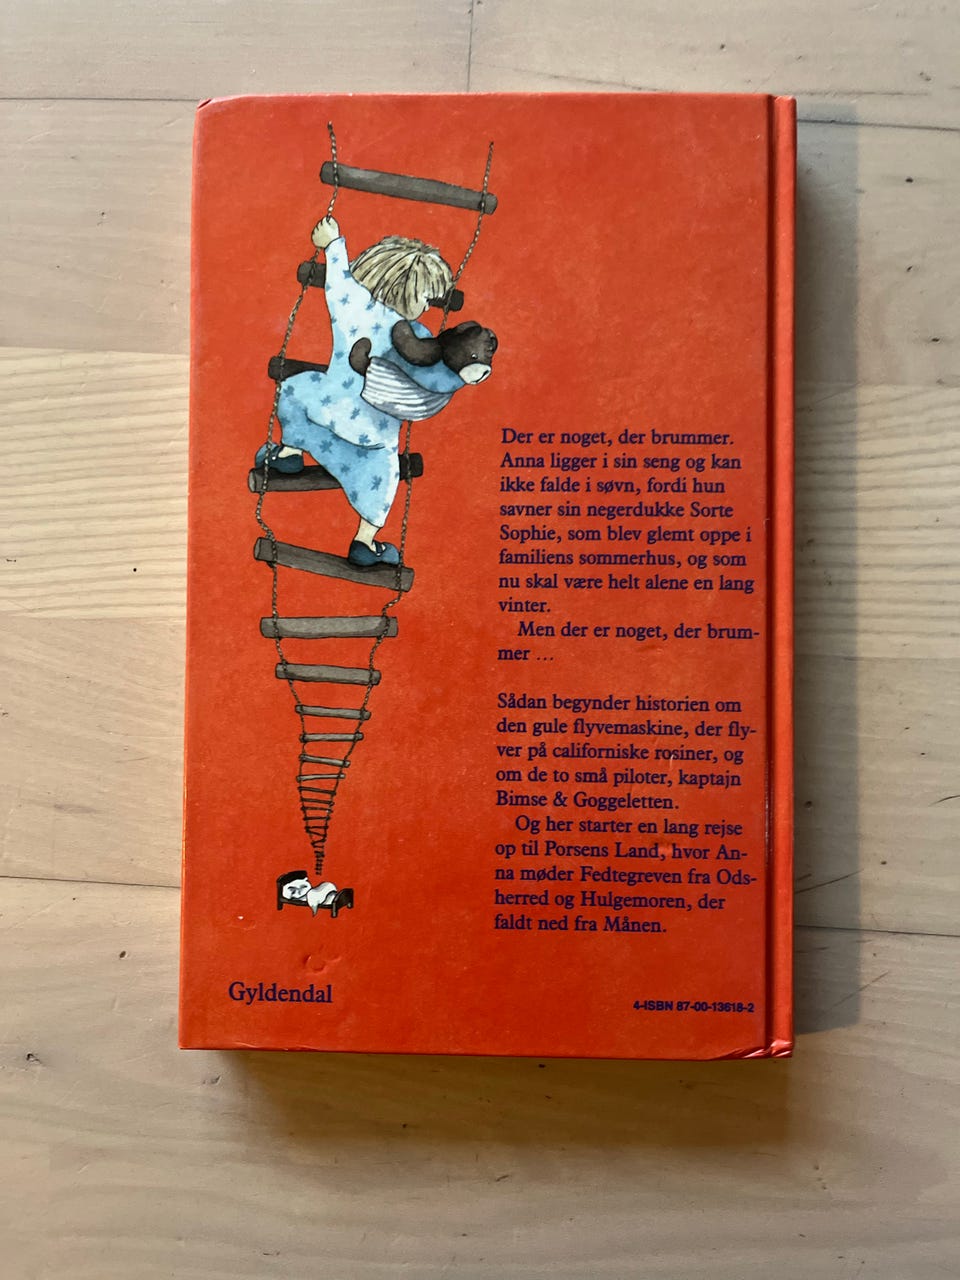 Der er noget, der brummer.
Anna ligger i sin seng og kan
ikke falde i søvn, fordi hun
savner sin negerdukke Sorte
Sophie, som blev glemt oppe i
familiens sommerhus, og som
nu skal være helt alene en lang
vinter.
Men der er noget, der brum-
mer ...
Sådan begynder historien om
den gule flyvemaskine, der fly-
ver på californiske rosiner, og
om de to små piloter, kaptajn
Bimse & Goggeletten.
Og her starter en lang rejse
op til Porsens Land, hvor An-
na møder Fedtegreven fra Ods-
herred og Hulgemoren, der
faldt ned fra Månen.
Gyldendal
4-ISBN 87-00-13618-2